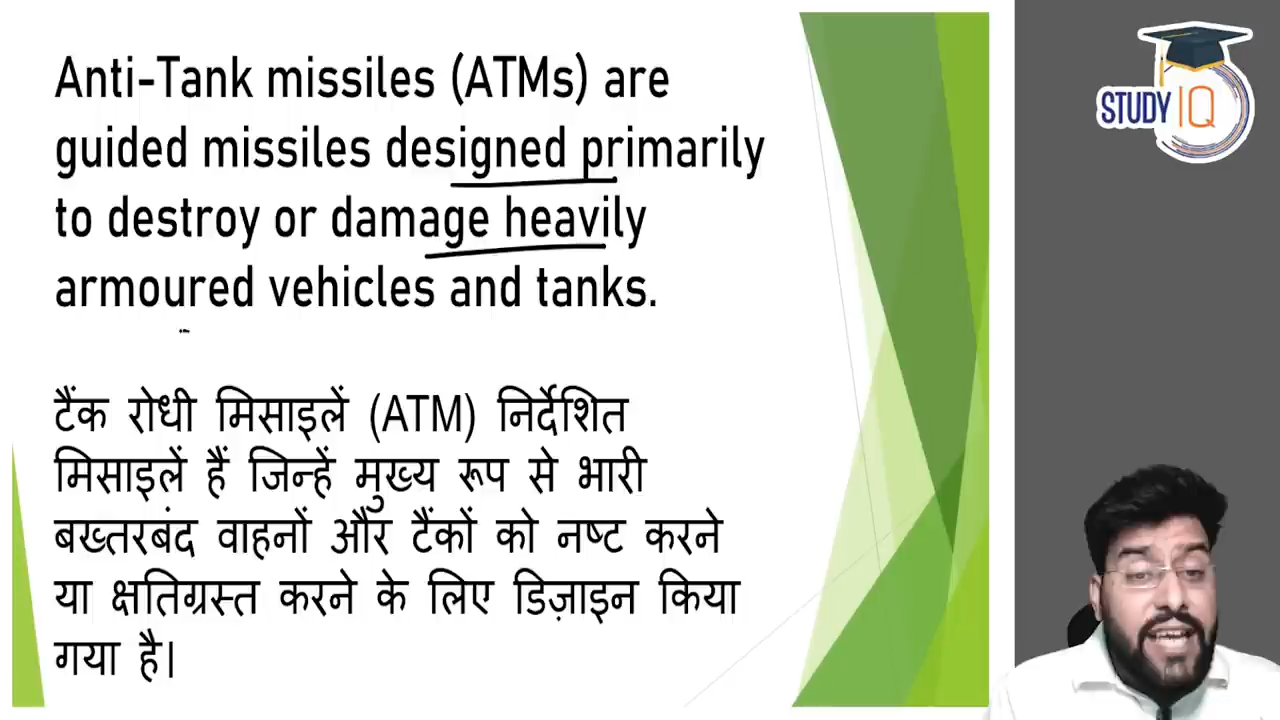 Anti-Tank missiles (ATMs) are
guided missiles designed primarily
to destroy or damage heavily
armoured vehicles and tanks.
टैंक रोधी मिसाइलें (ATM) निर्देशित
मिसाइलें हैं जिन्हें मुख्य रूप से भारी
बख्तरबंद वाहनों और टैंकों को नष्ट करने
या क्षतिग्रस्त करने के लिए डिज़ाइन किया
गया है।
STUDY IQ